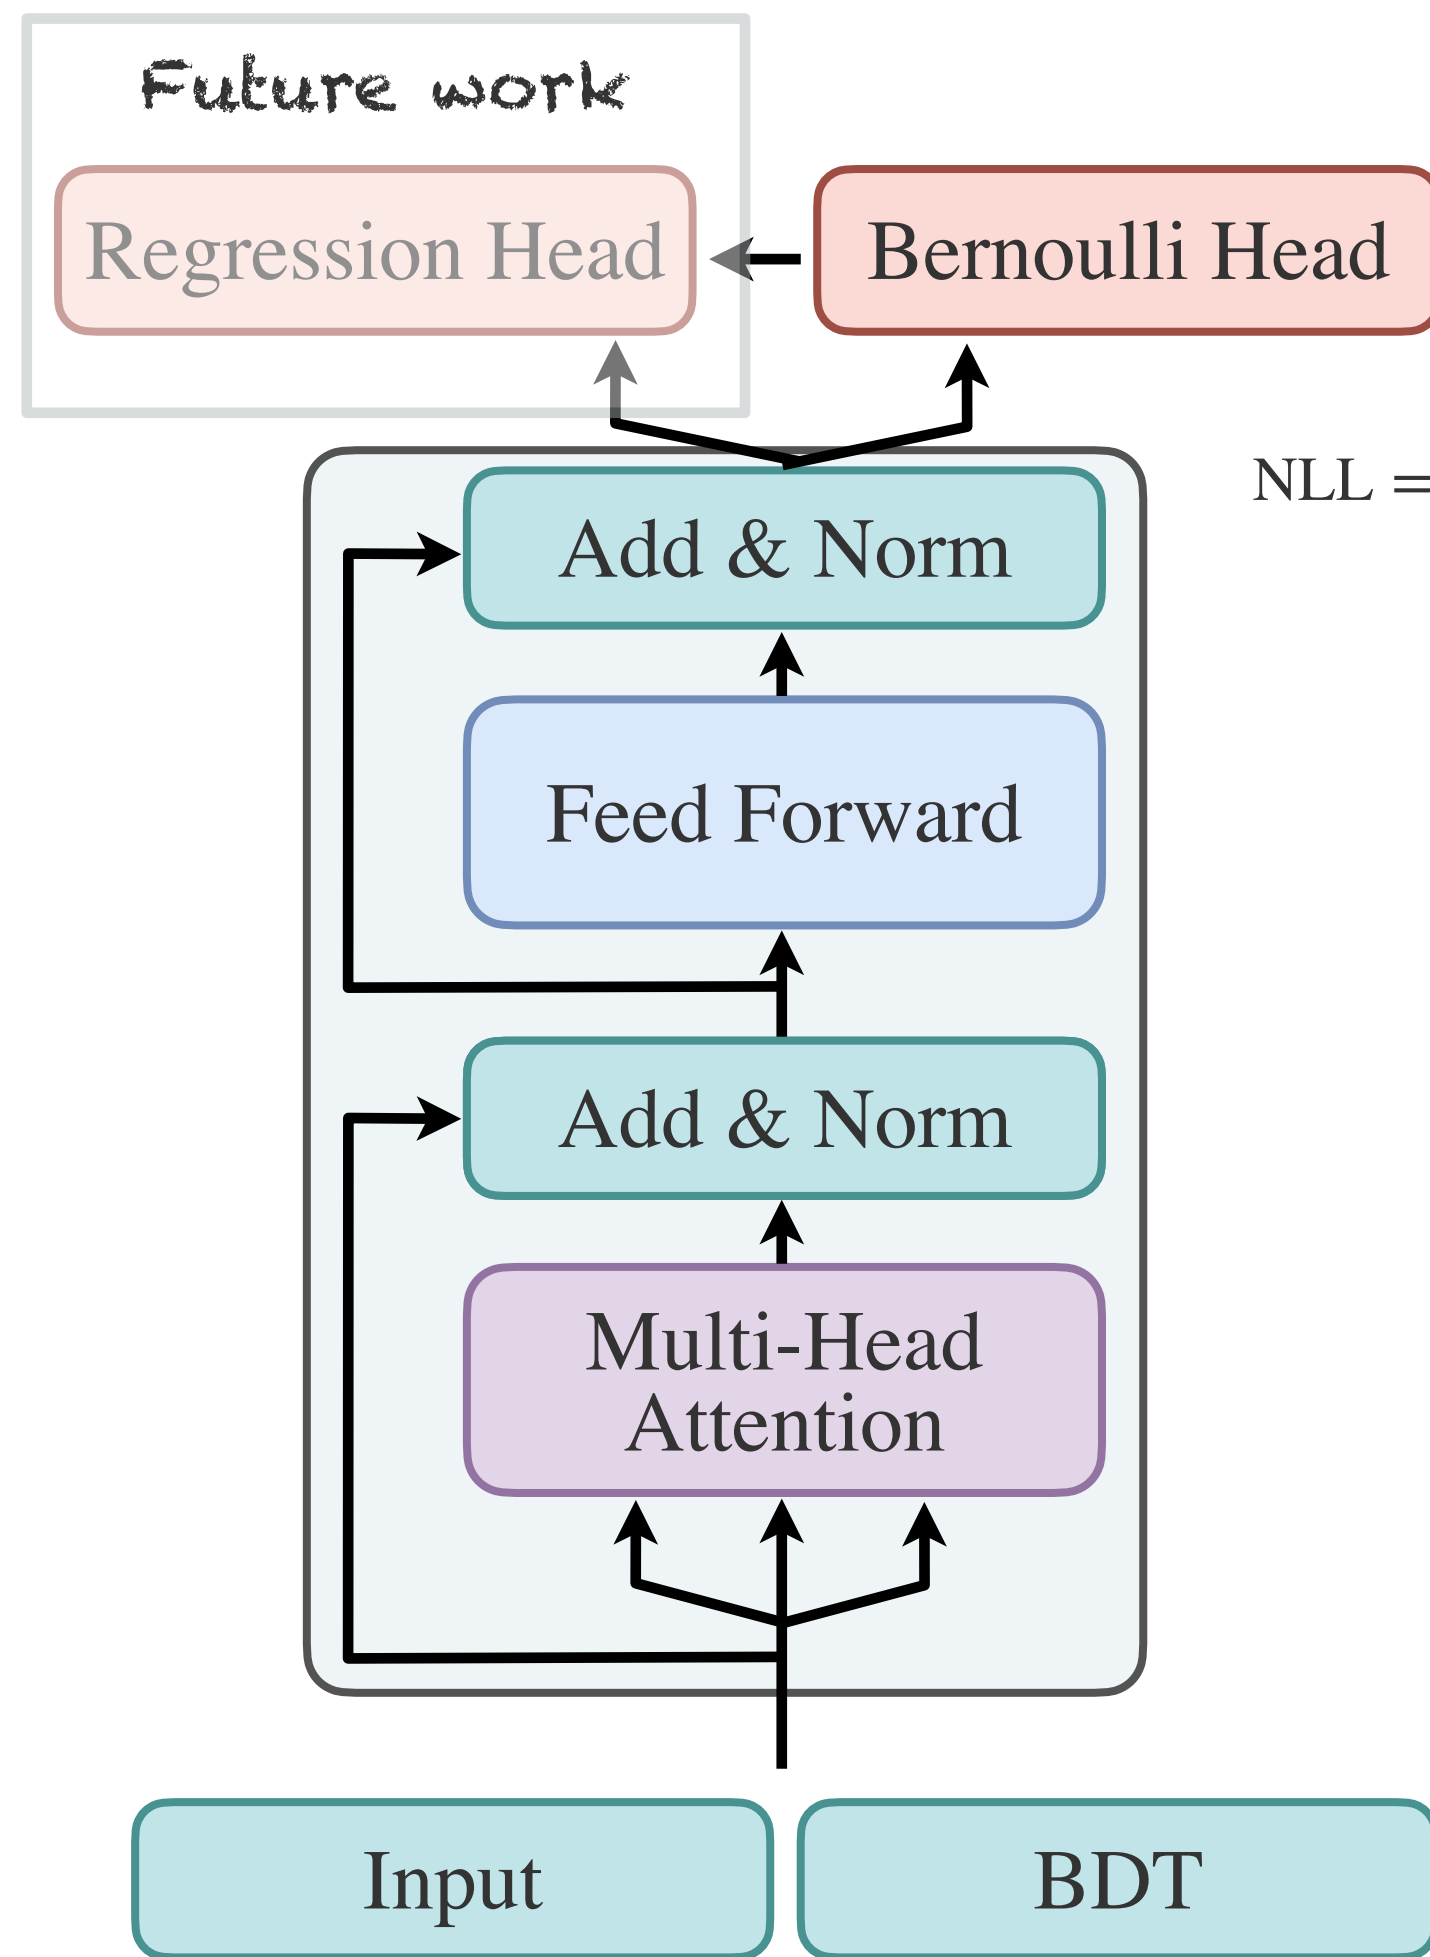 Future work
Regression Head
Bernoulli Head
NLL =
Add & Norm
Feed Forward
Add & Norm
Multi-Head
Attention
Input
BDT